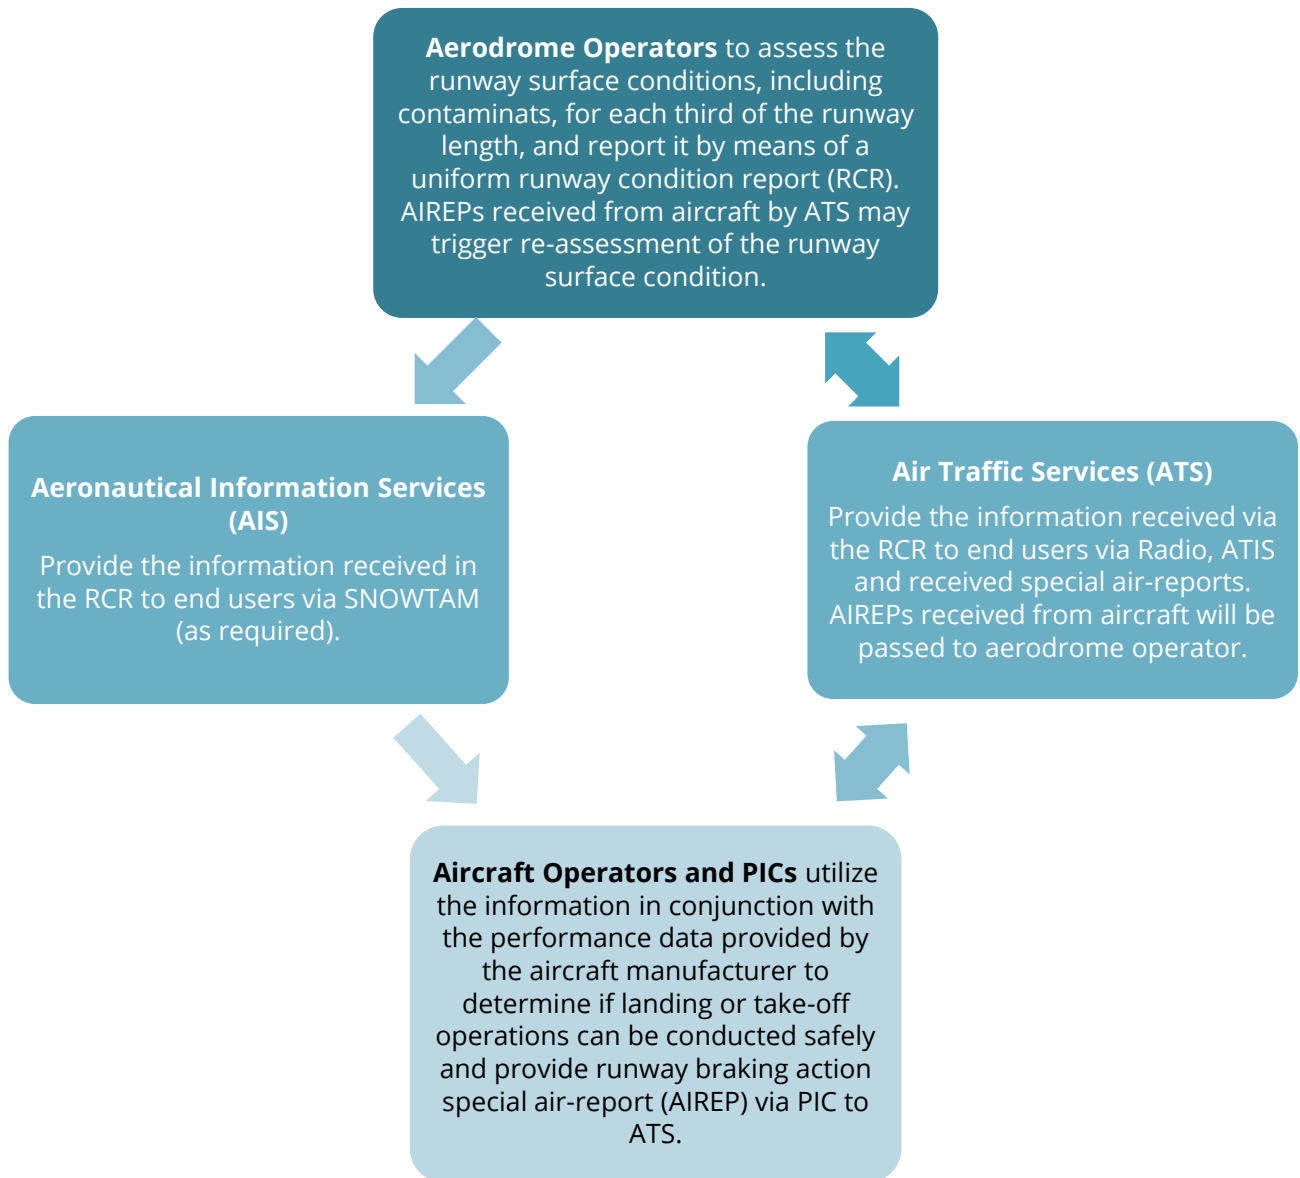 Aerodrome Operators to assess the
runway surface conditions, including
contaminats, for each third of the runway
length, and report it by means of a
uniform runway condition report (RCR).
AIREPs received from aircraft by ATS may
trigger re-assessment of the runway
surface condition.
Aeronautical Information Services
(AIS)
Provide the information received in
the RCR to end users via SNOWTAM
(as required).
Air Traffic Services (ATS)
Provide the information received via
the RCR to end users via Radio, ATIS
and received special air-reports.
AIREPs received from aircraft will be
passed to aerodrome operator.
Aircraft Operators and PICs utilize
the information in conjunction with
the performance data provided by
the aircraft manufacturer to
determine if landing or take-off
operations can be conducted safely
and provide runway braking action
special air-report (AIREP) via PIC to
ATS.